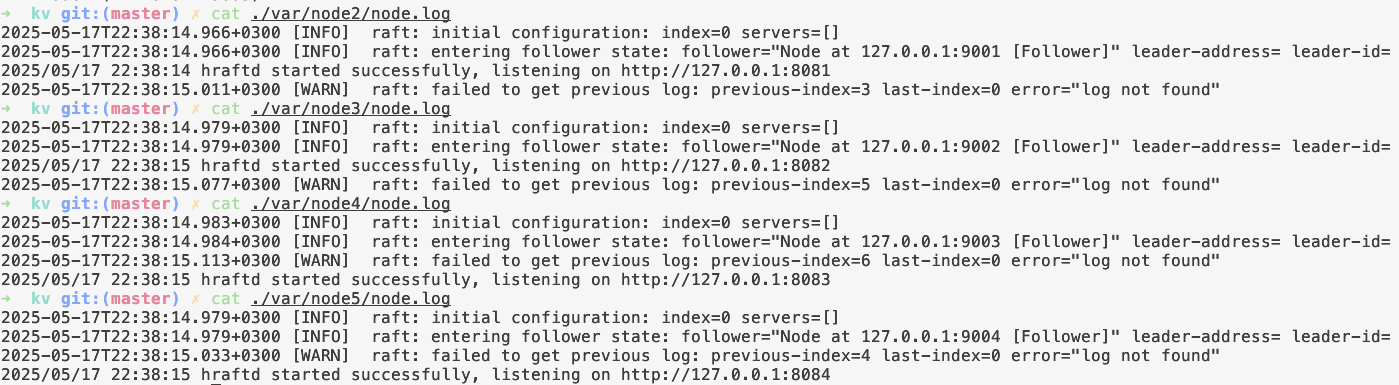 ➜  kv git:(master) ✗ cat ./var/node2/node.log
2025-05-17T22:38:14.966+0300 [INFO]  raft: initial configuration: index=0 servers=[]
2025-05-17T22:38:14.966+0300 [INFO]  raft: entering follower state: follower="Node at 127.0.0.1:9001 [Follower]" leader-address= leader-id=
2025/05/17 22:38:14 hraftd started successfully, listening on http://127.0.0.1:8081
2025-05-17T22:38:15.011+0300 [WARN]  raft: failed to get previous log: previous-index=3 last-index=0 error="log not found"
➜  kv git:(master) ✗ cat ./var/node3/node.log
2025-05-17T22:38:14.979+0300 [INFO]  raft: initial configuration: index=0 servers=[]
2025-05-17T22:38:14.979+0300 [INFO]  raft: entering follower state: follower="Node at 127.0.0.1:9002 [Follower]" leader-address= leader-id=
2025/05/17 22:38:15 hraftd started successfully, listening on http://127.0.0.1:8082
2025-05-17T22:38:15.077+0300 [WARN]  raft: failed to get previous log: previous-index=5 last-index=0 error="log not found"
➜  kv git:(master) ✗ cat ./var/node4/node.log
2025-05-17T22:38:14.983+0300 [INFO]  raft: initial configuration: index=0 servers=[]
2025-05-17T22:38:14.984+0300 [INFO]  raft: entering follower state: follower="Node at 127.0.0.1:9003 [Follower]" leader-address= leader-id=
2025-05-17T22:38:15.113+0300 [WARN]  raft: failed to get previous log: previous-index=6 last-index=0 error="log not found"
2025/05/17 22:38:15 hraftd started successfully, listening on http://127.0.0.1:8083
➜  kv git:(master) ✗ cat ./var/node5/node.log
2025-05-17T22:38:14.979+0300 [INFO]  raft: initial configuration: index=0 servers=[]
2025-05-17T22:38:14.979+0300 [INFO]  raft: entering follower state: follower="Node at 127.0.0.1:9004 [Follower]" leader-address= leader-id=
2025-05-17T22:38:15.033+0300 [WARN]  raft: failed to get previous log: previous-index=4 last-index=0 error="log not found"
2025/05/17 22:38:15 hraftd started successfully, listening on http://127.0.0.1:8084